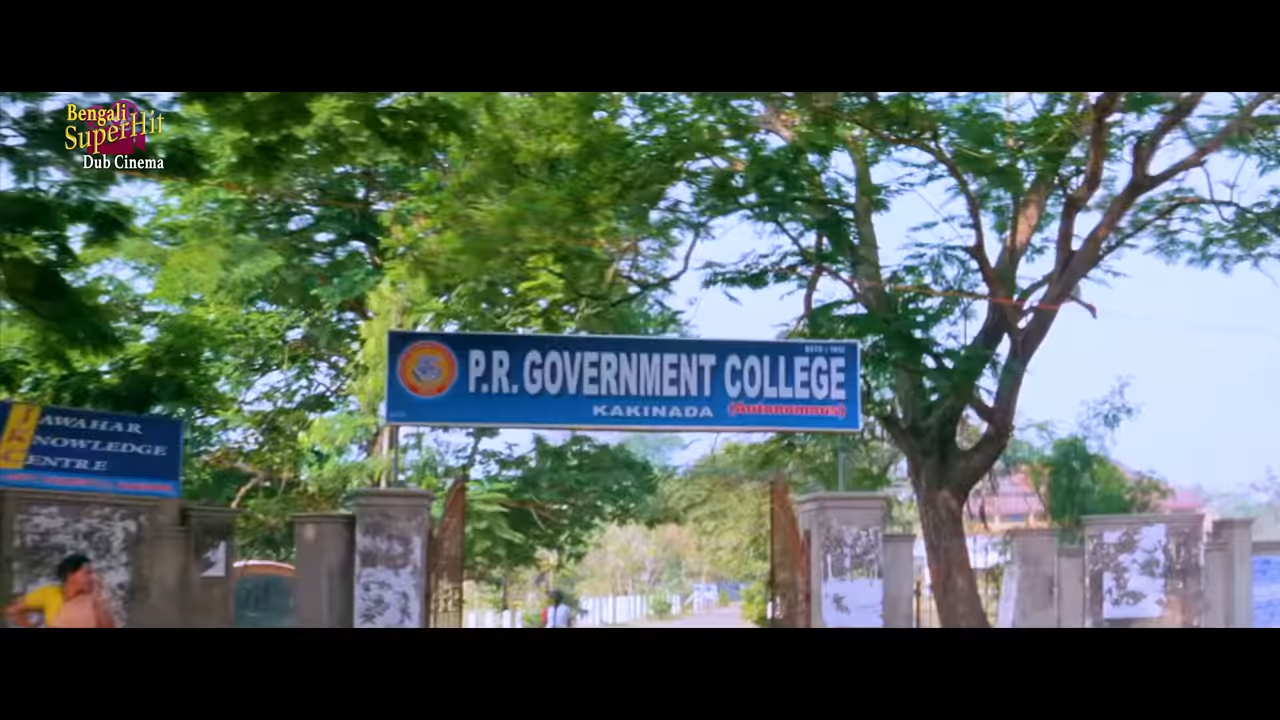 Bengali
SuperHit
Dub Cinema
P.R. GOVERNMENT COLLEGE
KAKINADA (Autonomous)
AWAHAR
NOWLEDGE
ENTRE